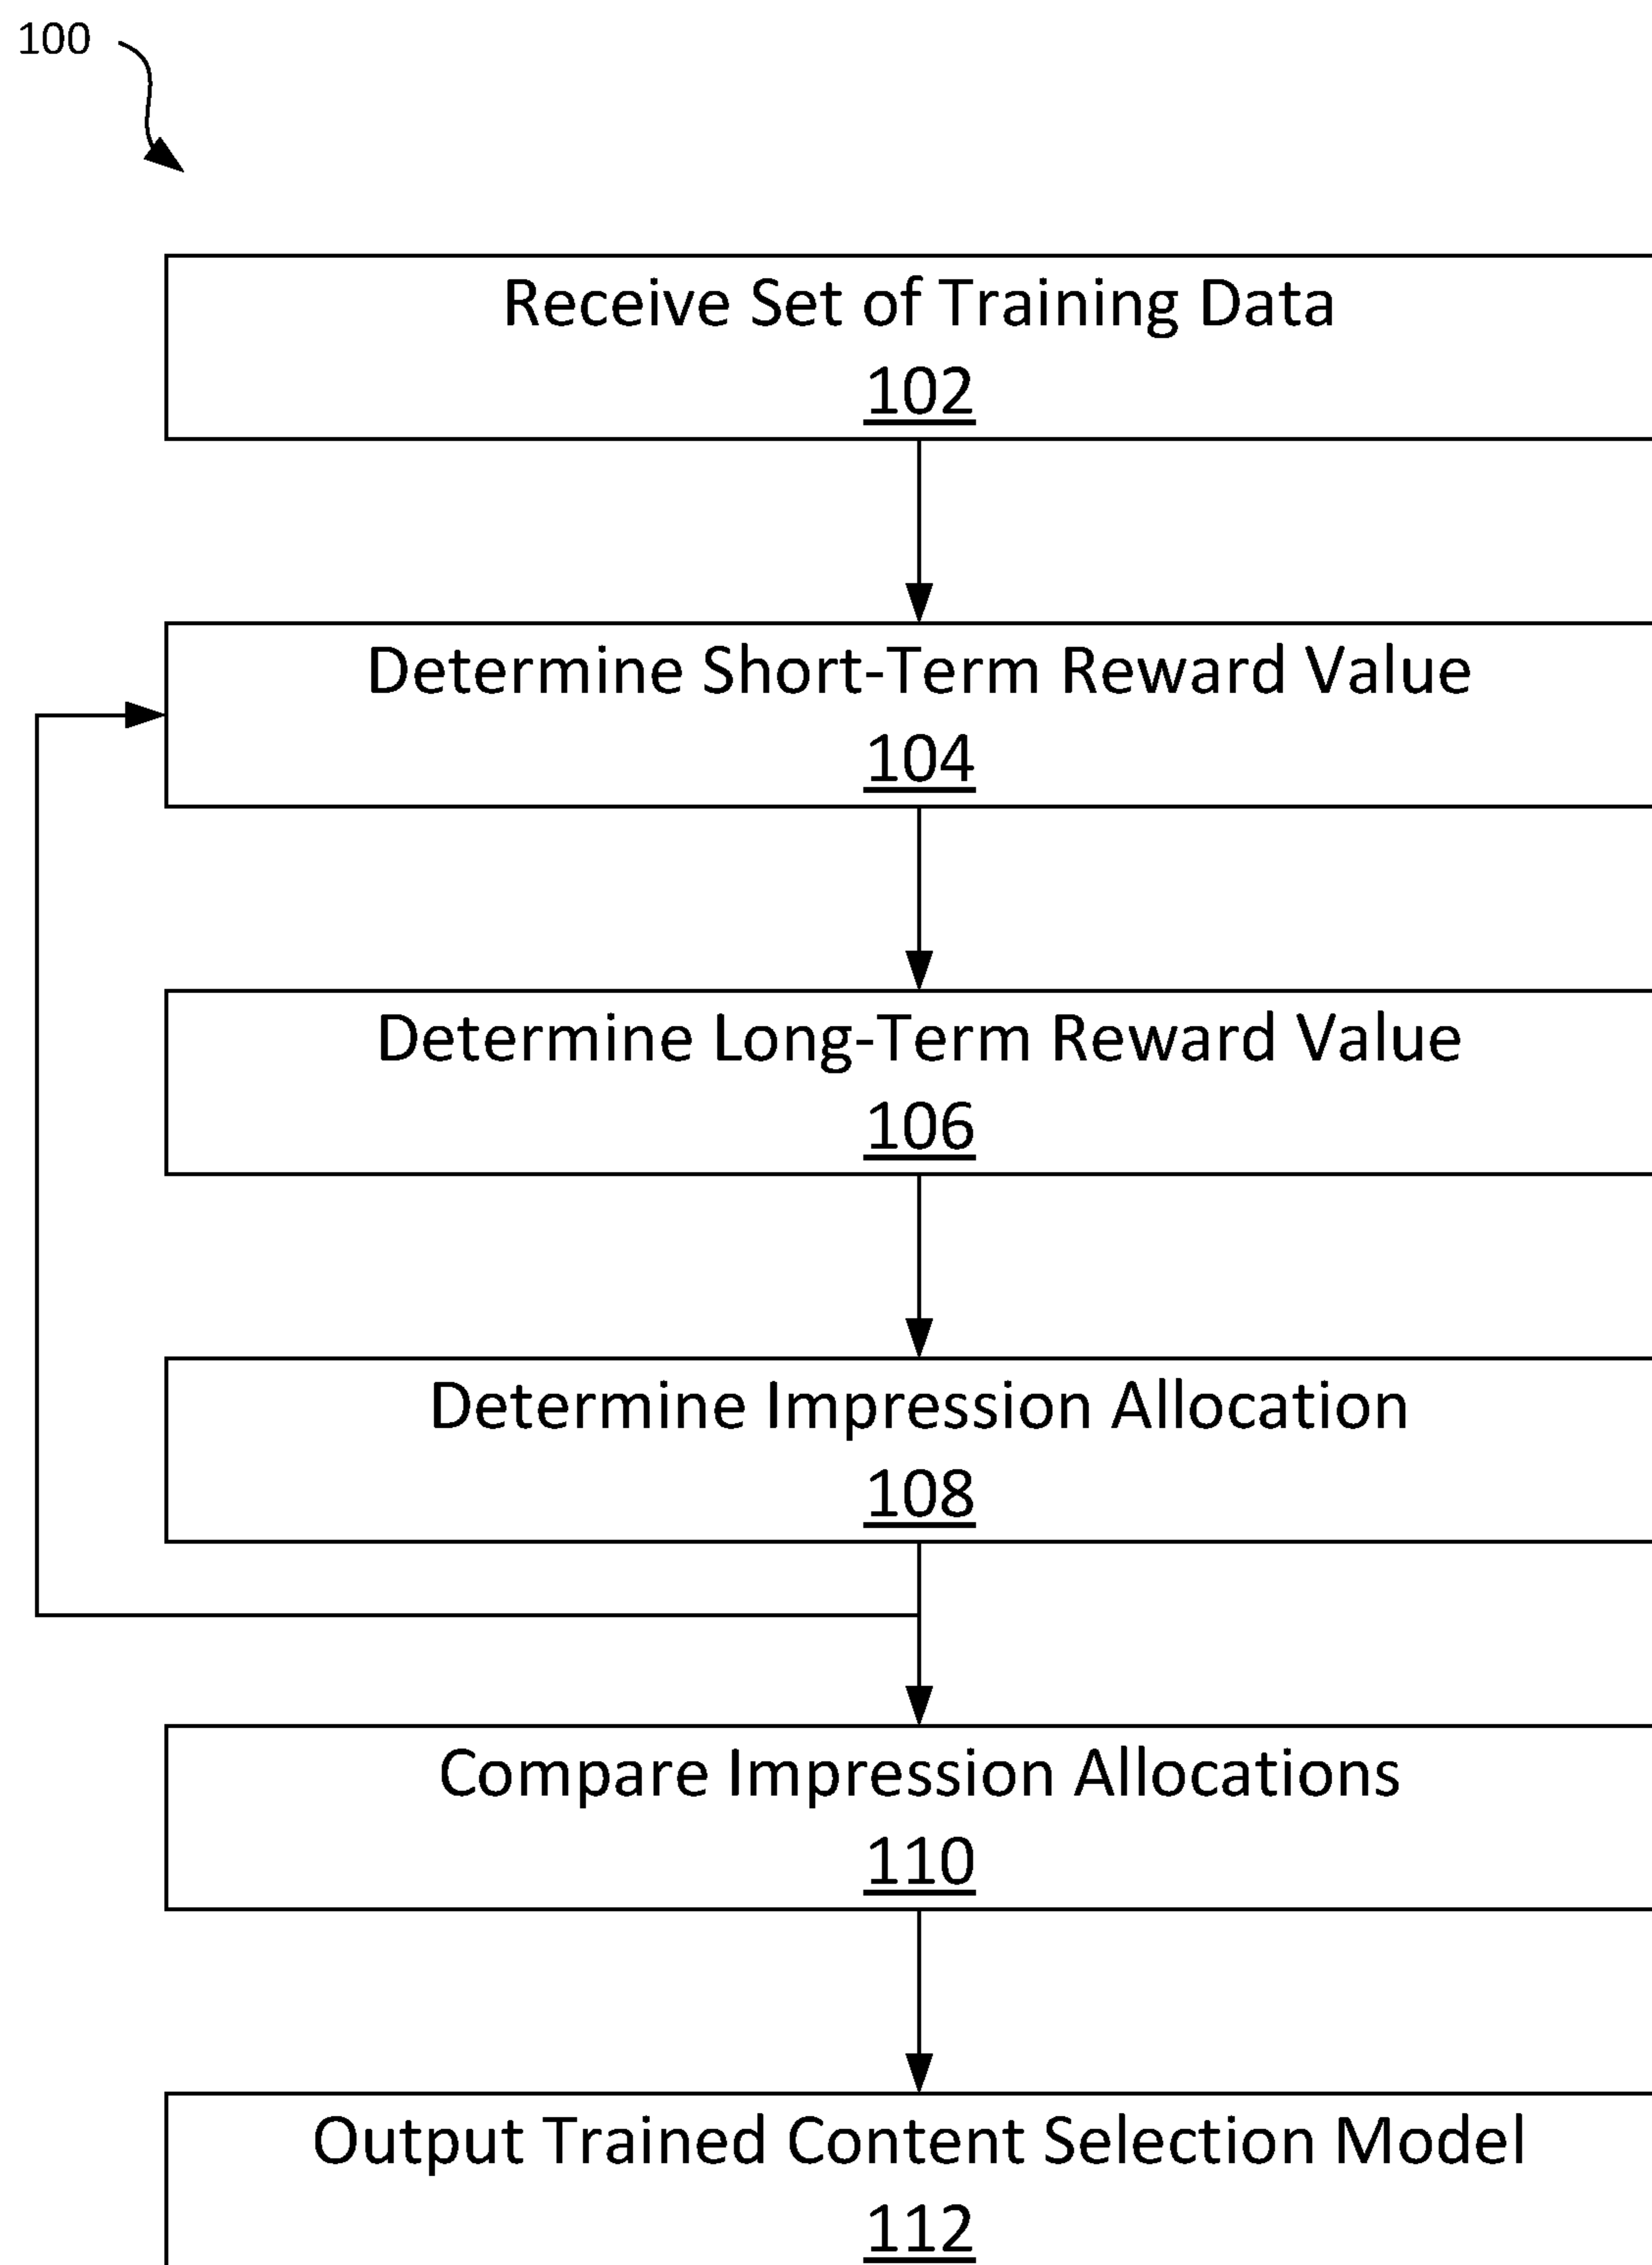 100
Receive Set of Training Data
102
Determine Short-Term Reward Value
104
Determine Long-Term Reward Value
106
Determine Impression Allocation
108
Compare Impression Allocations
110
Output Trained Content Selection Model
112